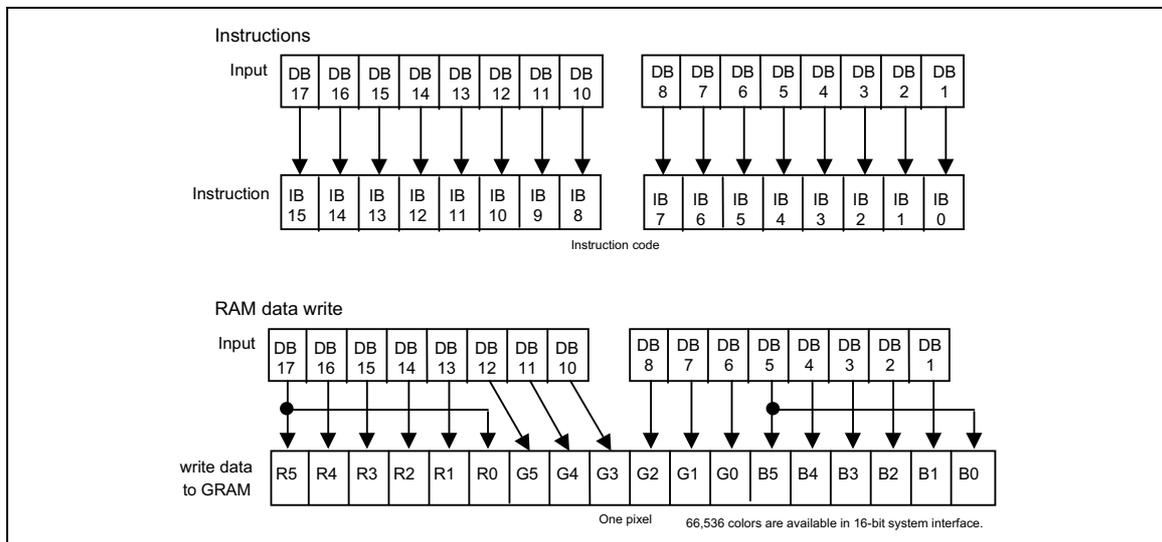 Instructions
Input DB 17 DB 16 DB 15 DB 14 DB 13 DB 12 DB 11 DB 10 DB 8 DB 7 DB 6 DB 5 DB 4 DB 3 DB 2 DB 1
Instruction IB 15 IB 14 IB 13 IB 12 IB 11 IB 10 IB 9 IB 8 IB 7 IB 6 IB 5 IB 4 IB 3 IB 2 IB 1 IB 0
Instruction code
RAM data write
Input DB 17 DB 16 DB 15 DB 14 DB 13 DB 12 DB 11 DB 10 DB 8 DB 7 DB 6 DB 5 DB 4 DB 3 DB 2 DB 1
write data
to GRAM
R5 R4 R3 R2 R1 R0 G5 G4 G3 G2 G1 G0 B5 B4 B3 B2 B1 B0
One pixel 66,536 colors are available in 16-bit system interface.